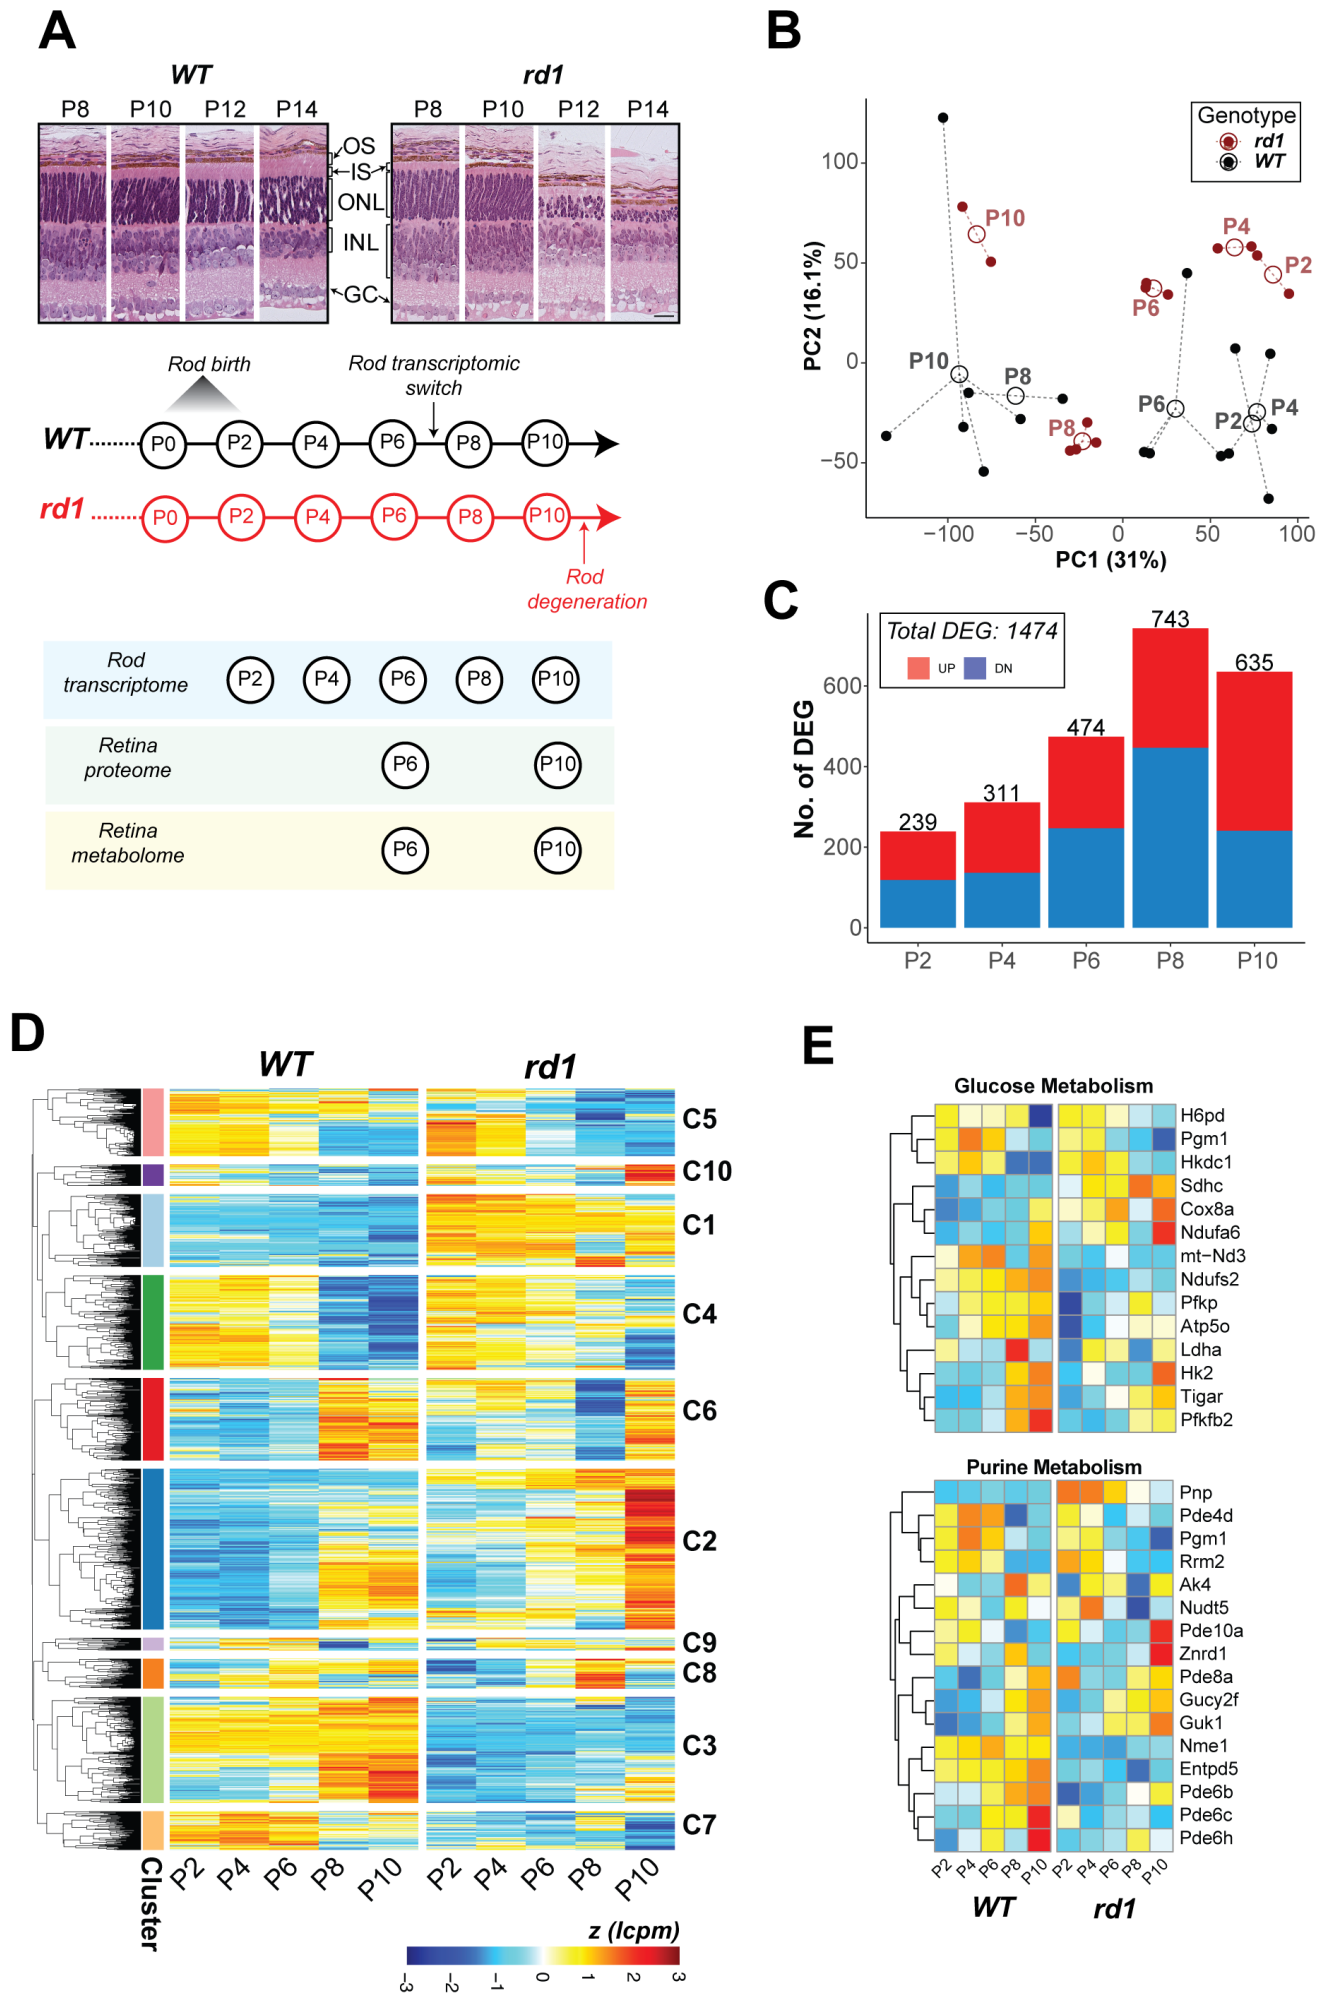 A
WT
rd1
P8 P10 P12 P14
P8 P10 P12 P14
OS
IS
ONL
INL
GC
Rod birth
Rod transcriptomic
switch
WT P0 P2 P4 P6 P8 P10
rd1 P0 P2 P4 P6 P8 P10
Rod
degeneration
Rod
transcriptome
P2 P4 P6 P8 P10
Retina
proteome
P6 P10
Retina
metabolome
P6 P10
B
Genotype
rd1
WT
100
50
0
−50
PC2 (16.1%)
P10
P4
P2
P6
P10
P8
P8
P6
P2
P4
−100 −50 0 50 100
PC1 (31%)
C
Total DEG: 1474
UP DN
No. of DEG
600
400
200
0
239
311
474
743
635
P2 P4 P6 P8 P10
D
WT rd1
C5
C10
C1
C4
C6
C2
C9
C8
C3
C7
Cluster
P2 P4 P6 P8 P10 P2 P4 P6 P8 P10
z (lcpm)
−3 −2 −1 0 1 2 3
E
Glucose Metabolism
H6pd
Pgm1
Hkdc1
Sdhc
Cox8a
Ndufa6
mt−Nd3
Ndufs2
Pfkp
Atp5o
Ldha
Hk2
Tigar
Pfkfb2
Purine Metabolism
Pnp
Pde4d
Pgm1
Rrm2
Ak4
Nudt5
Pde10a
Znrd1
Pde8a
Gucy2f
Guk1
Nme1
Entpd5
Pde6b
Pde6c
Pde6h
P2 P4 P6 P8 P10 P2 P4 P6 P8 P10
WT rd1